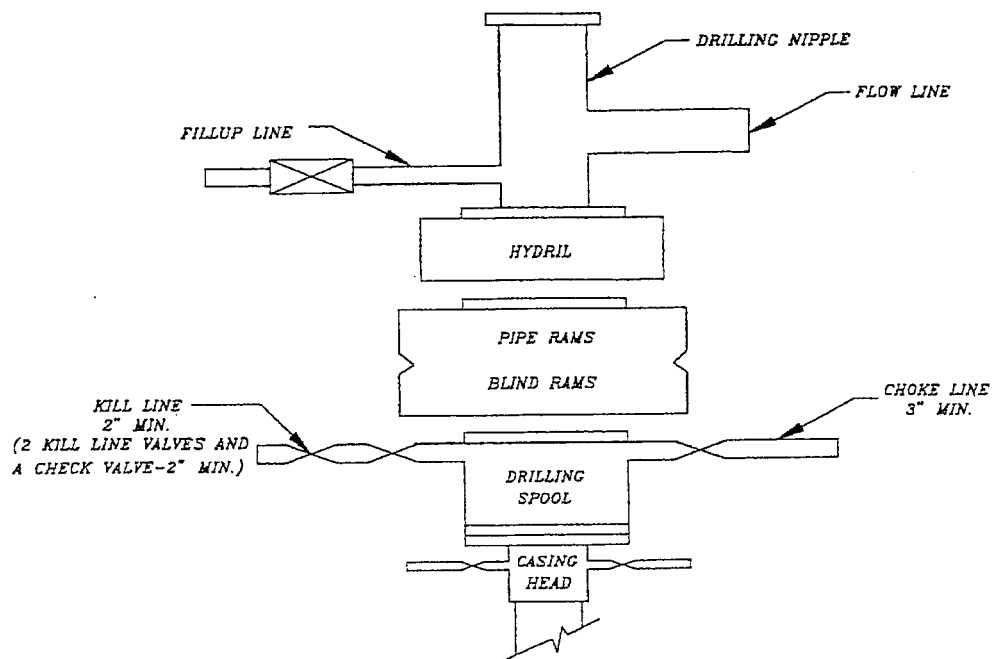 DRILLING NIPPLE
FLOW LINE
FILLUP LINE
HYDRIL
PIPE RAMS
BLIND RAMS
KILL LINE
2" MIN.
(2 KILL LINE VALVES AND
A CHECK VALVE-2" MIN.)
CHOKE LINE
3" MIN.
DRILLING
SPOOL
CASING
HEAD